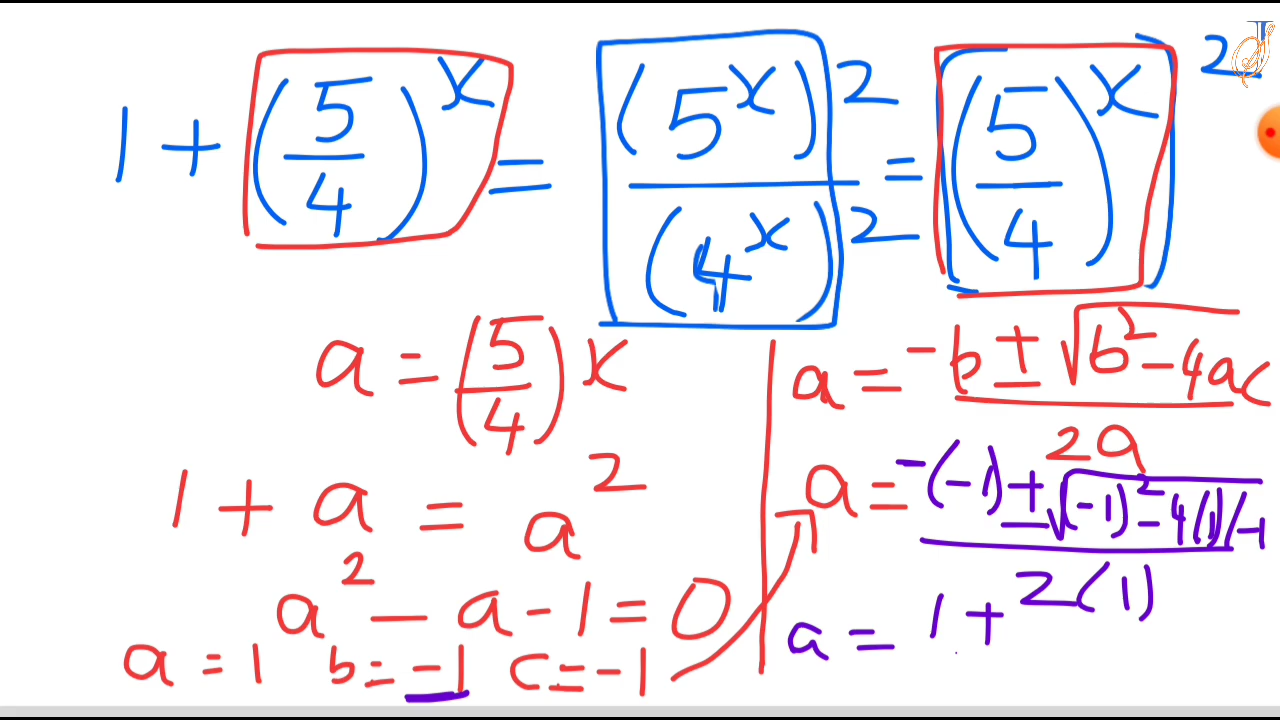 1 + (5/4)^x = (5^x)^2/(4^x)^2 = ((5/4)^x)^2
a = (5/4)^x
1 + a = a^2
a^2 - a - 1 = 0
a = 1 b = -1 c = -1
a = -b ± √b^2 - 4ac / 2a
a = -(-1) ± √(-1)^2 - 4(1)(-1 / 2(1)
a = 1 +